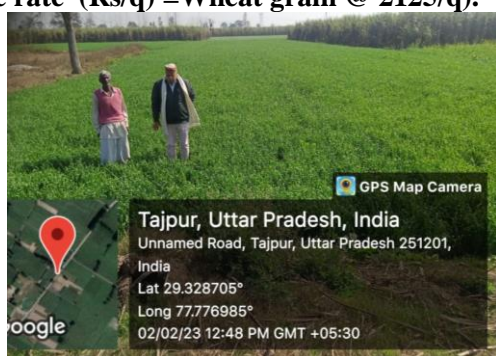 rate (Rs/q) =Wheat grain @ 2125/q).
GPS Map Camera
Tajpur, Uttar Pradesh, India
Unnamed Road, Tajpur, Uttar Pradesh 251201,
India
Lat 29.328705°
Long 77.776985°
02/02/23 12:48 PM GMT +05:30
oogle